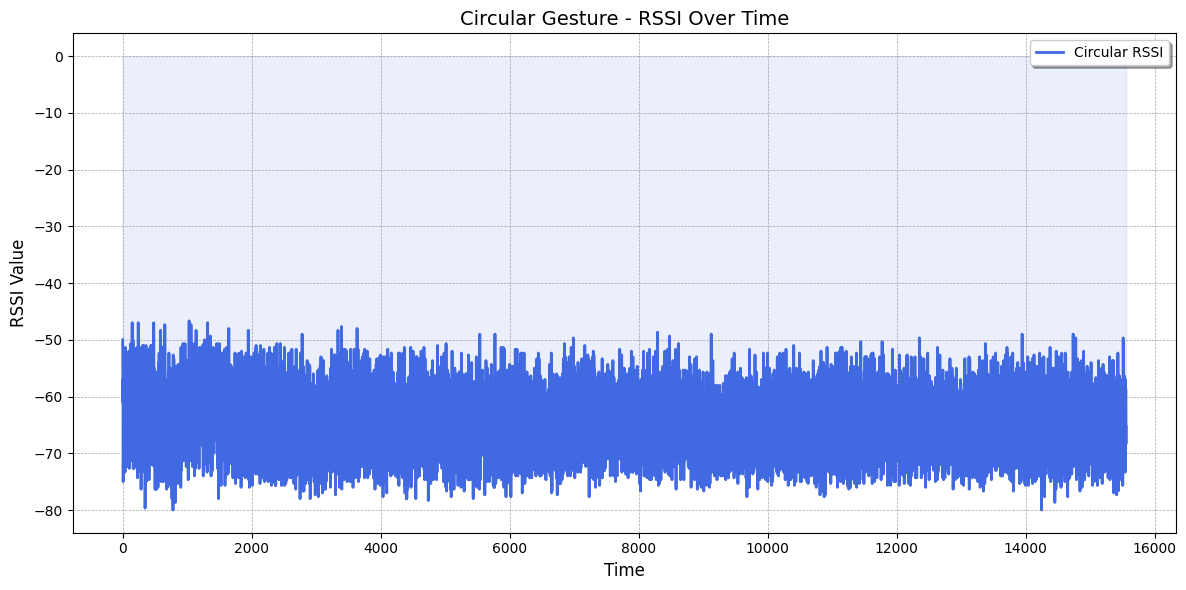 Circular Gesture - RSSI Over Time
Circular RSSI
RSSI Value
0
−10
−20
−30
−40
−50
−60
−70
−80
0 2000 4000 6000 8000 10000 12000 14000 16000
Time